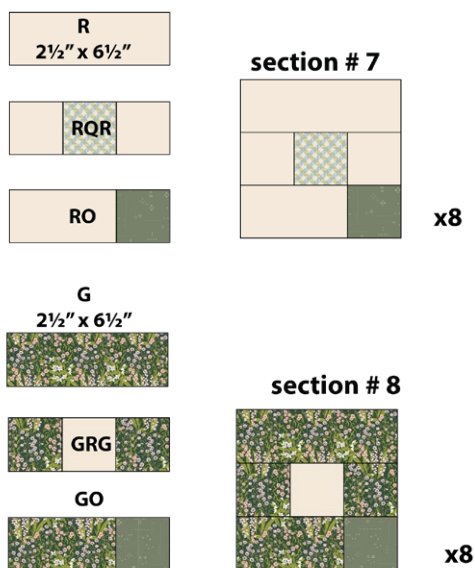 R
2½” x 6½”
RQR
RO
section # 7
x8
G
2½” x 6½”
GRG
GO
section # 8
x8